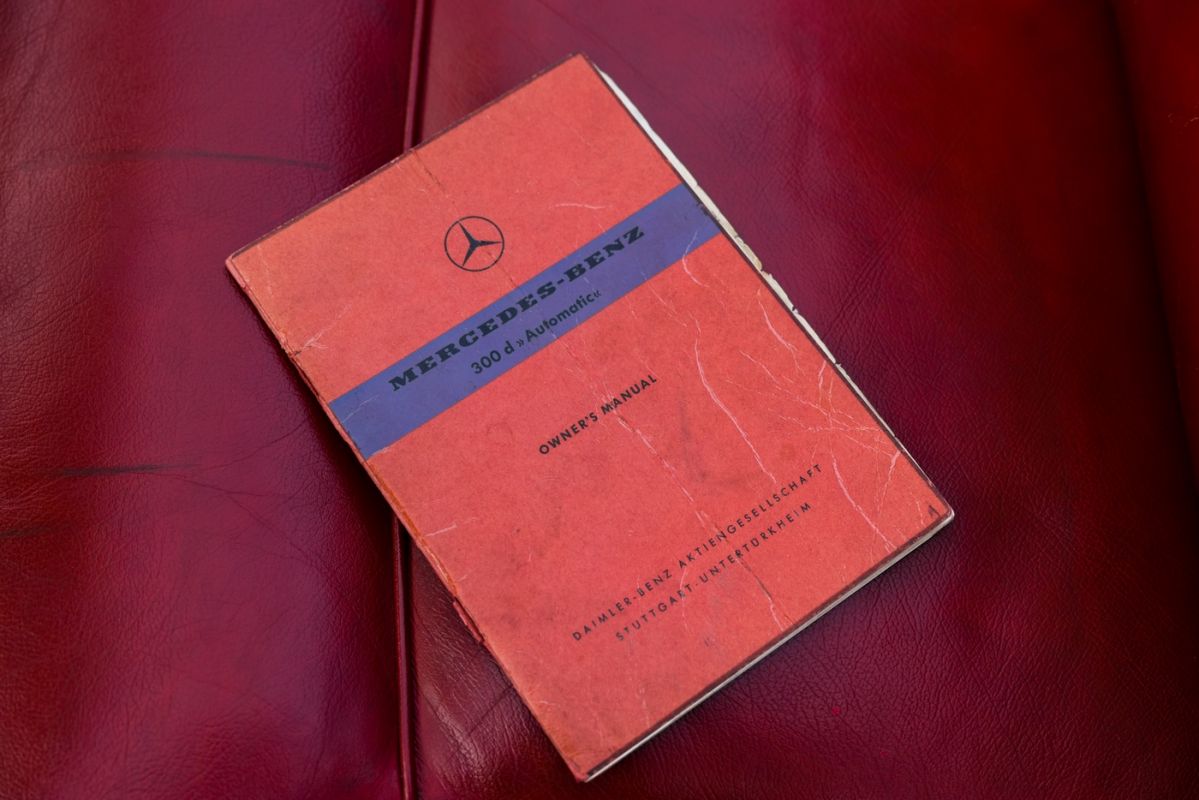 MERCEDES-BENZ
300 d »Automatic«
OWNER'S MANUAL
DAIMLER-BENZ AKTIENGESELLSCHAFT
STUTTGART-UNTERTÜRKHEIM